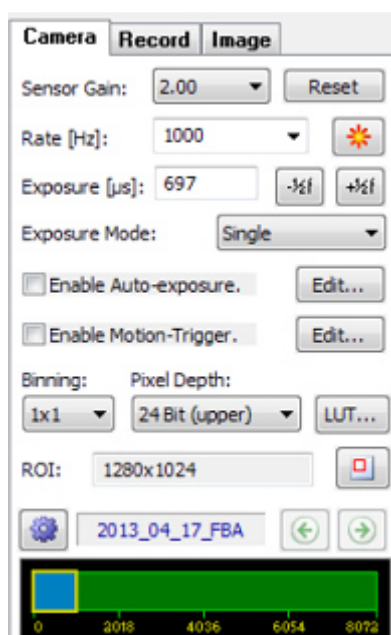 Camera Record Image
Sensor Gain: 2.00 Reset
Rate [Hz]: 1000
Exposure [µs]: 697 -½f +½f
Exposure Mode: Single
Enable Auto-exposure. Edit...
Enable Motion-Trigger. Edit...
Binning: Pixel Depth:
1x1 24 Bit (upper) LUT...
ROI: 1280x1024
2013_04_17_FBA
0 2018 4036 6054 8072